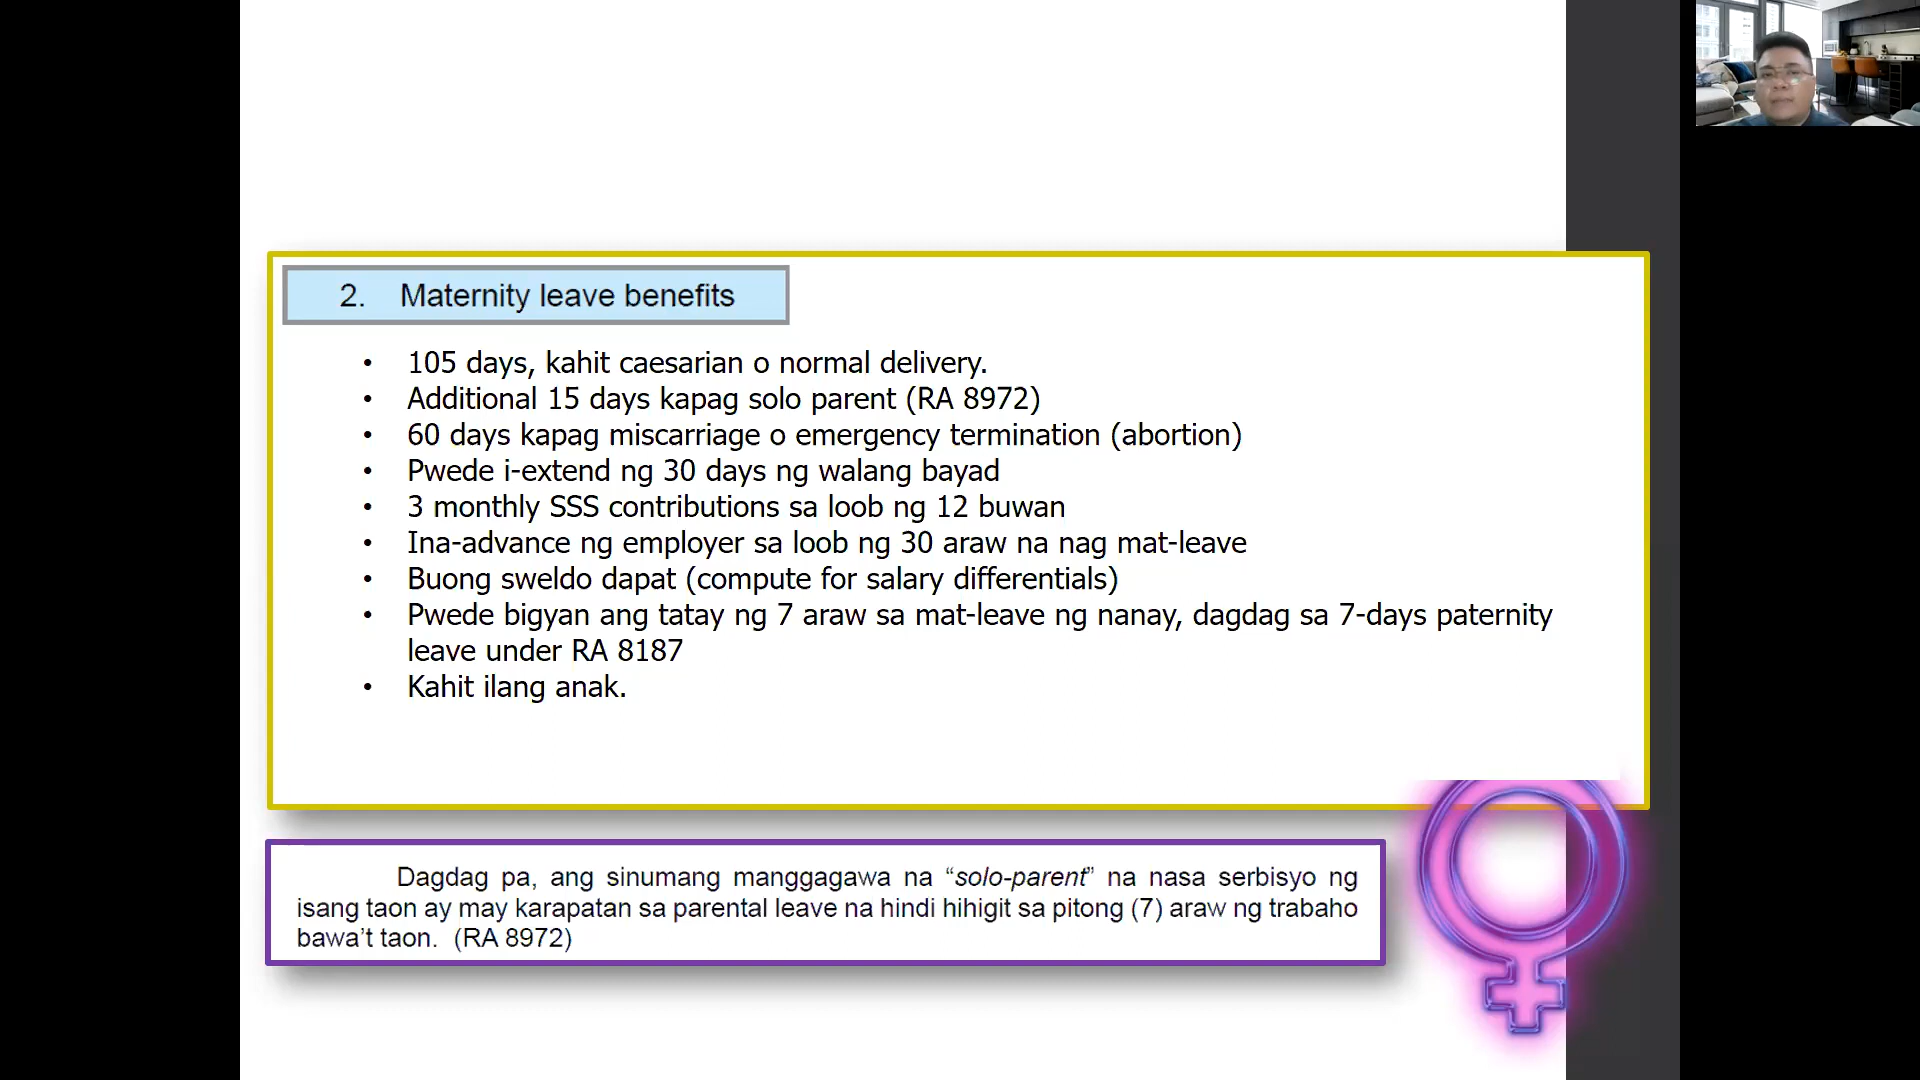 2. Maternity leave benefits
• 105 days, kahit caesarian o normal delivery.
• Additional 15 days kapag solo parent (RA 8972)
• 60 days kapag miscarriage o emergency termination (abortion)
• Pwede i-extend ng 30 days ng walang bayad
• 3 monthly SSS contributions sa loob ng 12 buwan
• Ina-advance ng employer sa loob ng 30 araw na nag mat-leave
• Buong sweldo dapat (compute for salary differentials)
• Pwede bigyan ang tatay ng 7 araw sa mat-leave ng nanay, dagdag sa 7-days paternity
leave under RA 8187
• Kahit ilang anak.
Dagdag pa, ang sinumang manggagawa na “solo-parent” na nasa serbisyo ng
isang taon ay may karapatan sa parental leave na hindi hihigit sa pitong (7) araw ng trabaho
bawa’t taon. (RA 8972)